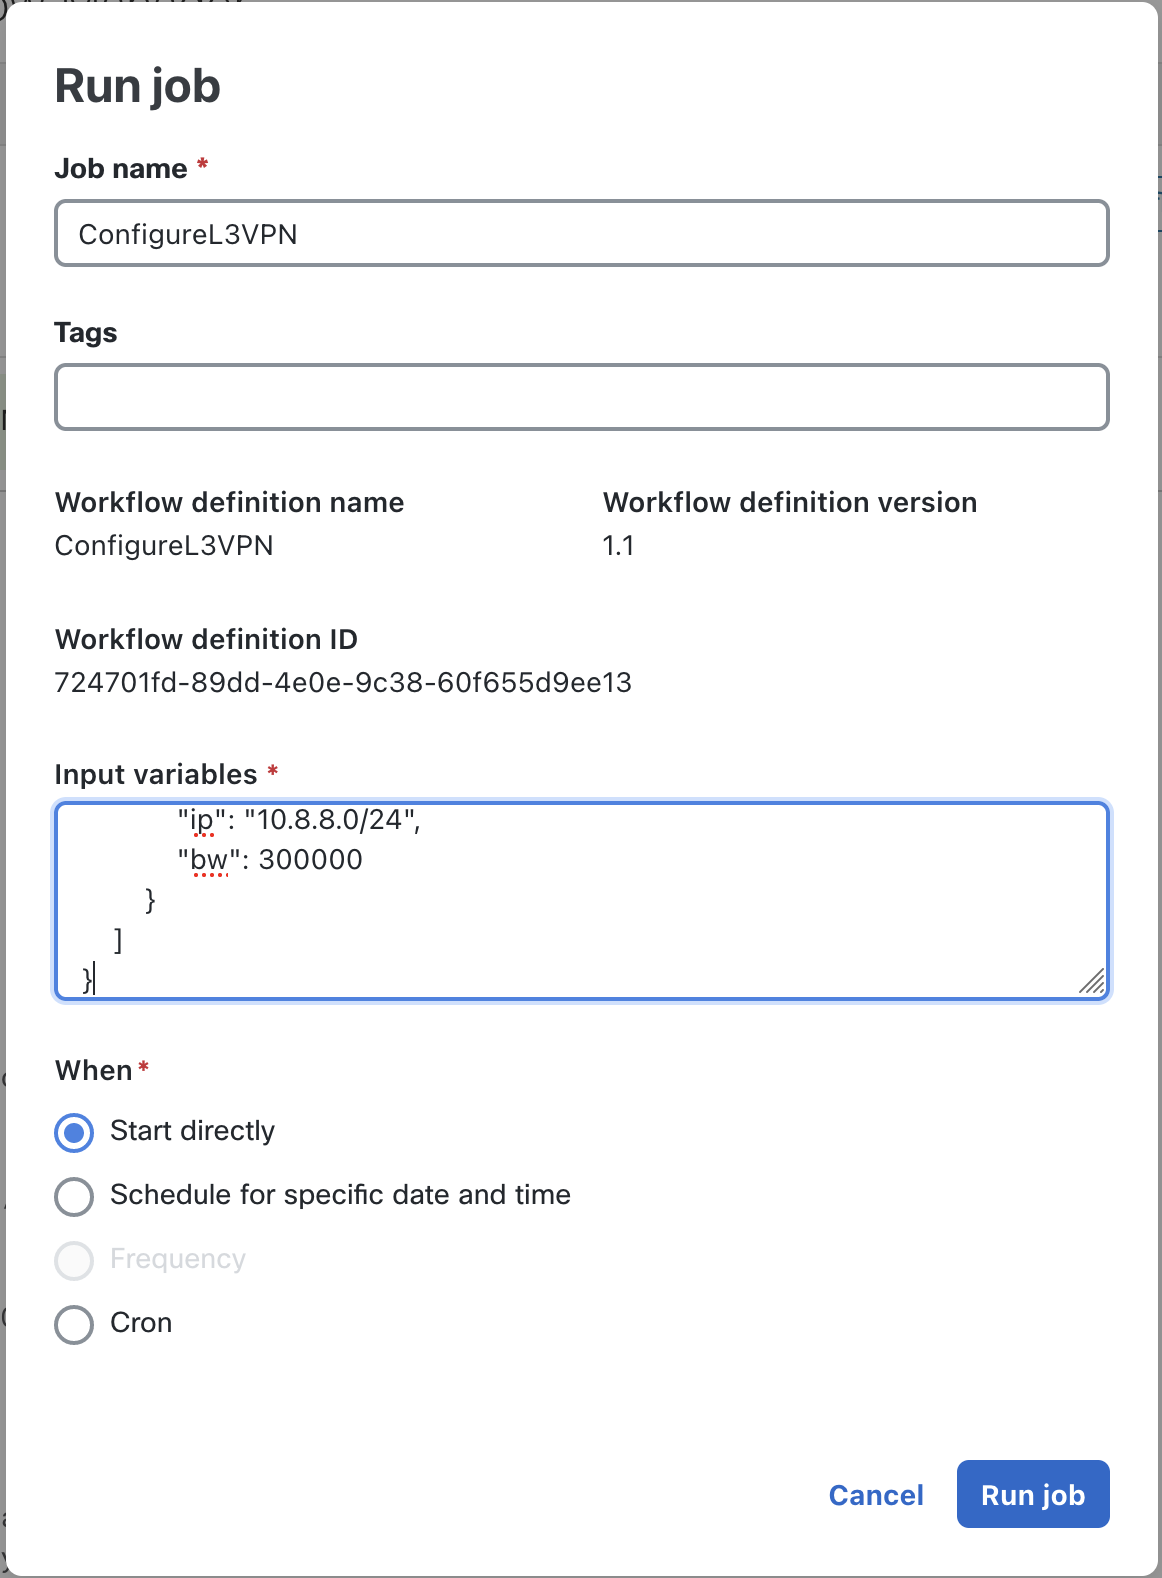 Run job
Job name *
ConfigureL3VPN
Tags
Workflow definition name
Workflow definition version
ConfigureL3VPN
1.1
Workflow definition ID
724701fd-89dd-4e0e-9c38-60f655d9ee13
Input variables *
"ip": "10.8.8.0/24",
"bw": 300000
}
]
}
When *
Start directly
Schedule for specific date and time
Frequency
Cron
Cancel
Run job